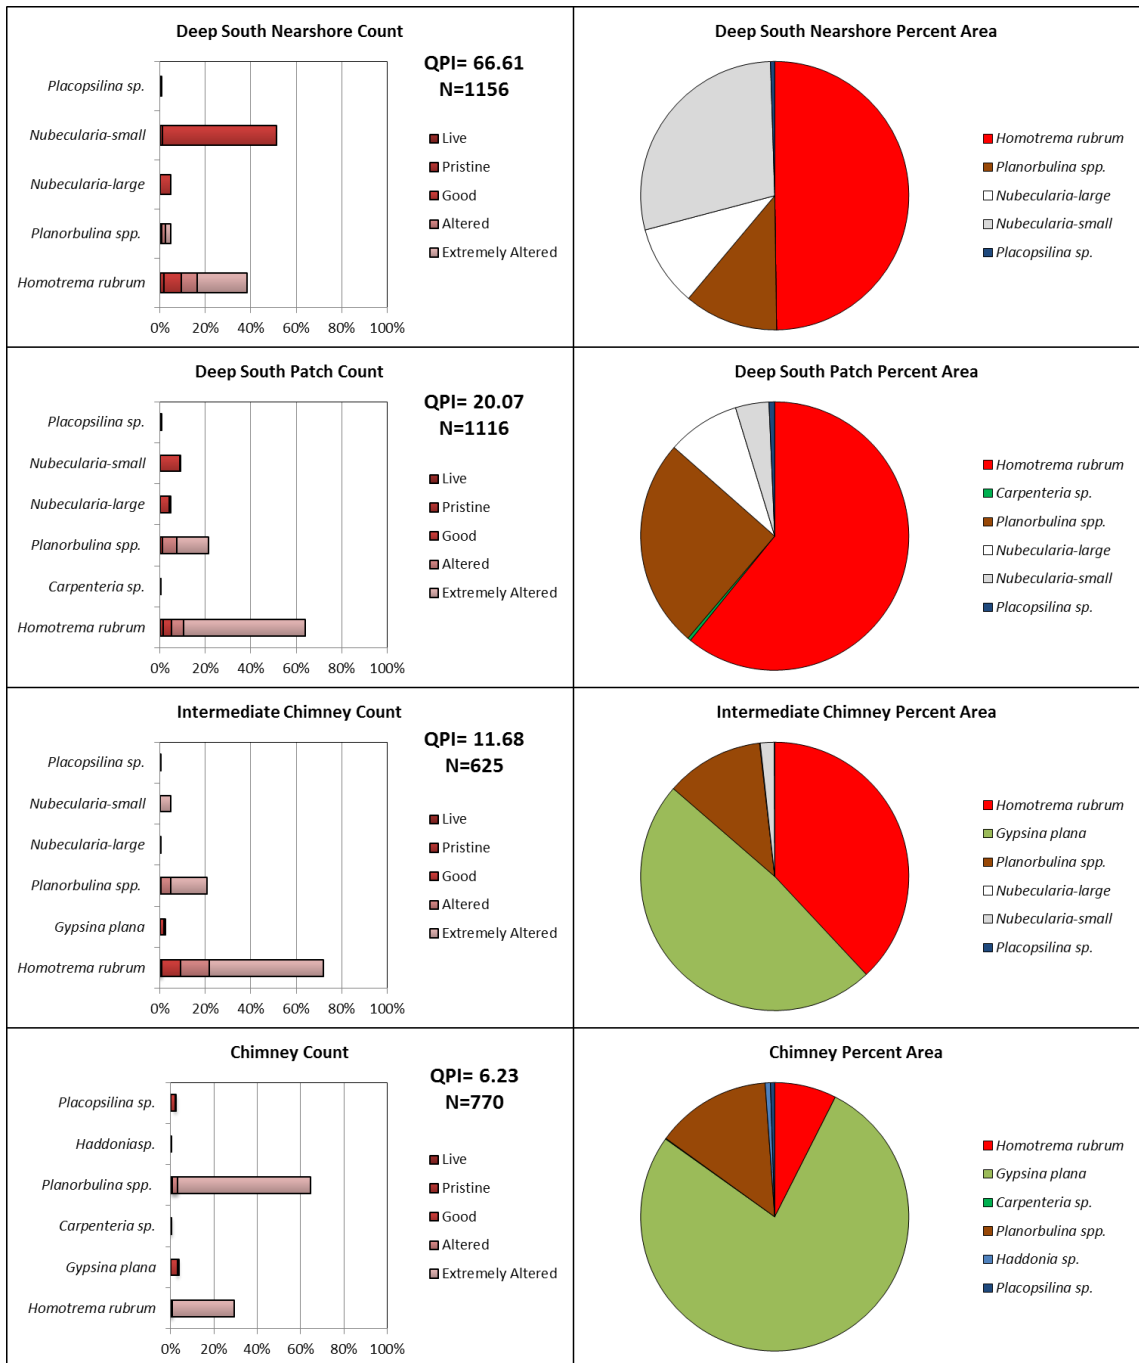 Deep South Nearshore Count
QPI= 66.61
N=1156
Placopsilina sp.
Nubecularia-small
Nubecularia-large
Planorbulina spp.
Homotrema rubrum
0% 20% 40% 60% 80% 100%
Live
Pristine
Good
Altered
Extremely Altered
Deep South Nearshore Percent Area
Homotrema rubrum
Planorbulina spp.
Nubecularia-large
Nubecularia-small
Placopsilina sp.
Deep South Patch Count
QPI= 20.07
N=1116
Placopsilina sp.
Nubecularia-small
Nubecularia-large
Planorbulina spp.
Carpenteria sp.
Homotrema rubrum
0% 20% 40% 60% 80% 100%
Live
Pristine
Good
Altered
Extremely Altered
Deep South Patch Percent Area
Homotrema rubrum
Carpenteria sp.
Planorbulina spp.
Nubecularia-large
Nubecularia-small
Placopsilina sp.
Intermediate Chimney Count
QPI= 11.68
N=625
Placopsilina sp.
Nubecularia-small
Nubecularia-large
Planorbulina spp.
Gypsina plana
Homotrema rubrum
0% 20% 40% 60% 80% 100%
Live
Pristine
Good
Altered
Extremely Altered
Intermediate Chimney Percent Area
Homotrema rubrum
Gypsina plana
Planorbulina spp.
Nubecularia-large
Nubecularia-small
Placopsilina sp.
Chimney Count
QPI= 6.23
N=770
Placopsilina sp.
Haddoniasp.
Planorbulina spp.
Carpenteria sp.
Gypsina plana
Homotrema rubrum
0% 20% 40% 60% 80% 100%
Live
Pristine
Good
Altered
Extremely Altered
Chimney Percent Area
Homotrema rubrum
Gypsina plana
Carpenteria sp.
Planorbulina spp.
Haddonia sp.
Placopsilina sp.